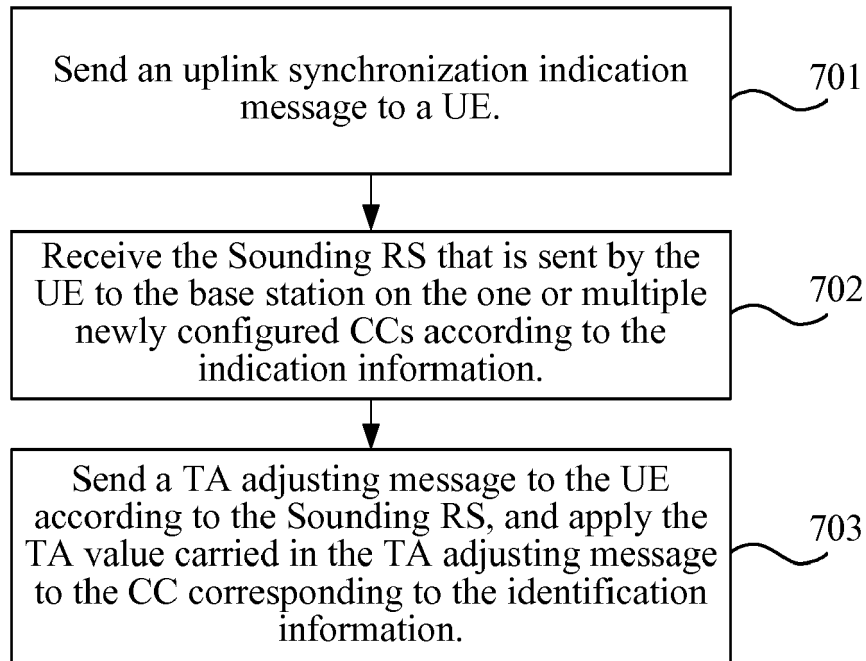 Send an uplink synchronization indication
message to a UE.
701
Receive the Sounding RS that is sent by the
UE to the base station on the one or multiple
newly configured CCs according to the
indication information.
702
Send a TA adjusting message to the UE
according to the Sounding RS, and apply the
TA value carried in the TA adjusting message
to the CC corresponding to the identification
information.
703